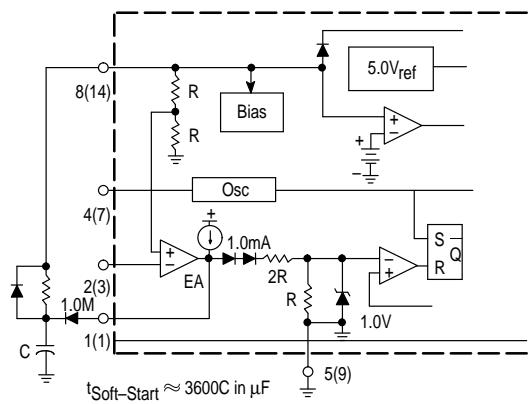 5.0Vref
8(14)
R
Bias
R
+
−
+
−
4(7)
Osc
+
1.0mA
S
Q
R
+
−
2(3)
EA
2R
−
+
R
1.0V
1.0M
1(1)
C
5(9)
tSoft–Start ≈ 3600C in µF